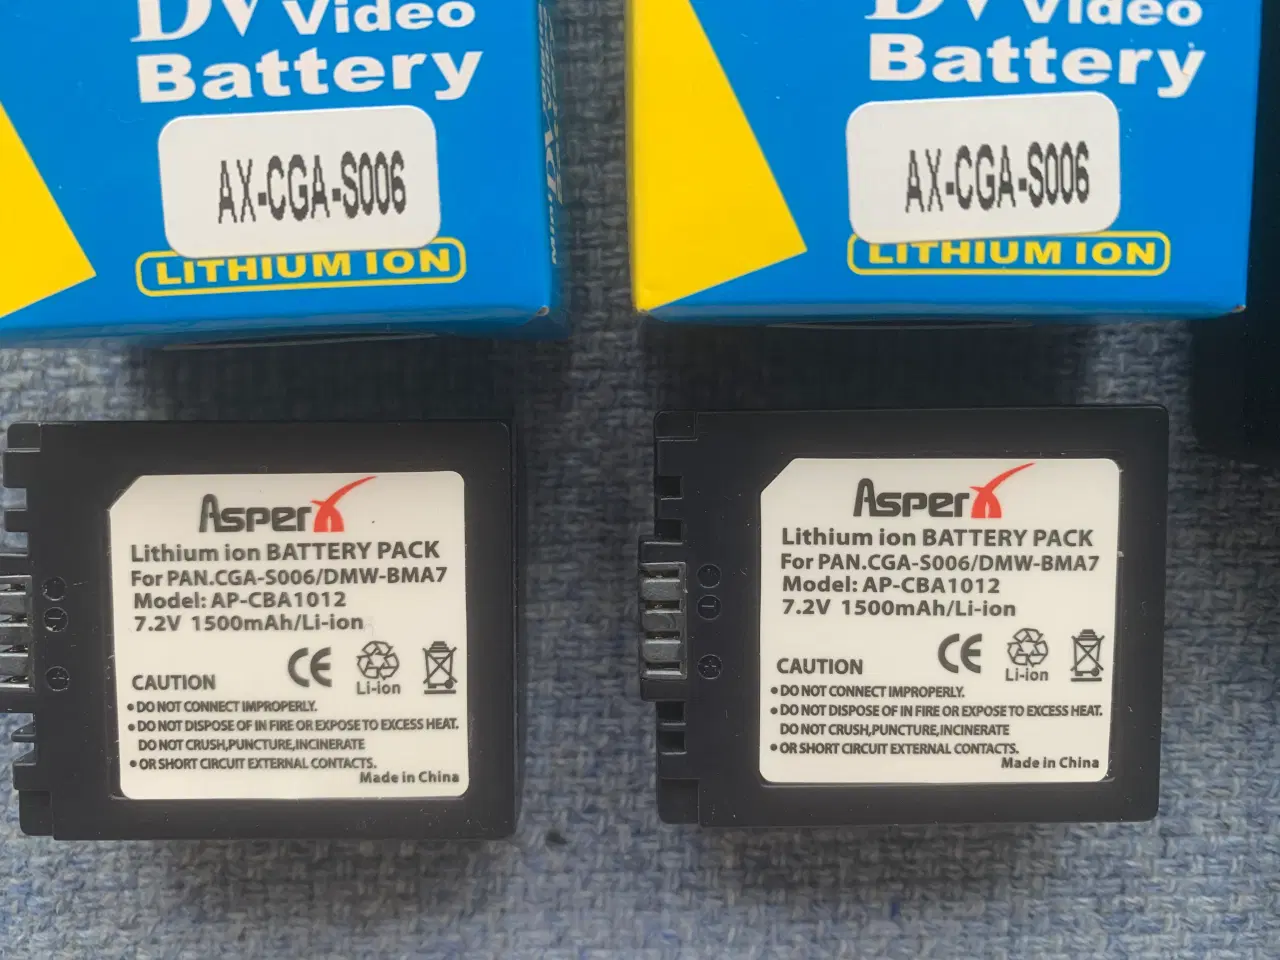 DV Video
Battery
AX-CGA-S006
LITHIUM ION
DV Video
Battery
AX-CGA-S006
LITHIUM ION
AsperX
Lithium ion BATTERY PACK
For PAN.CGA-S006/DMW-BMA7
Model: AP-CBA1012
7.2V 1500mAh/Li-ion
CE
Li-ion
CAUTION
• DO NOT CONNECT IMPROPERLY.
• DO NOT DISPOSE OF IN FIRE OR EXPOSE TO EXCESS HEAT.
DO NOT CRUSH,PUNCTURE,INCINERATE
• OR SHORT CIRCUIT EXTERNAL CONTACTS.
Made in China
AsperX
Lithium ion BATTERY PACK
For PAN.CGA-S006/DMW-BMA7
Model: AP-CBA1012
7.2V 1500mAh/Li-ion
CE
Li-ion
CAUTION
• DO NOT CONNECT IMPROPERLY.
• DO NOT DISPOSE OF IN FIRE OR EXPOSE TO EXCESS HEAT.
DO NOT CRUSH,PUNCTURE,INCINERATE
• OR SHORT CIRCUIT EXTERNAL CONTACTS.
Made in China